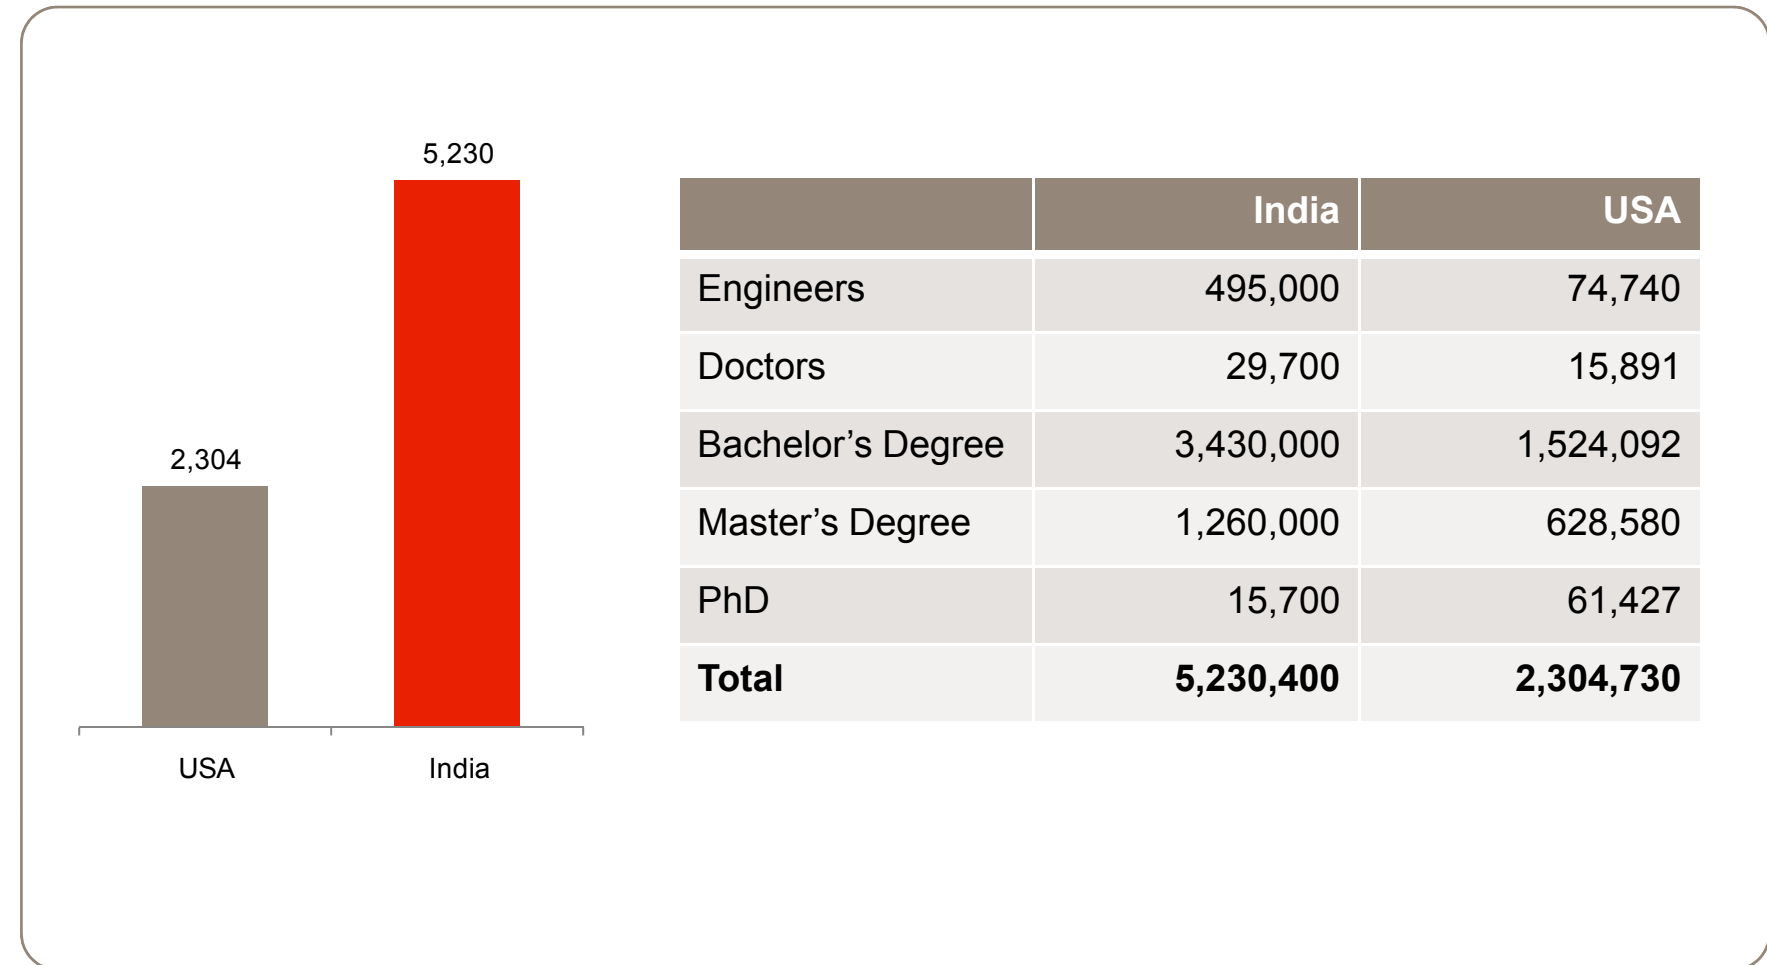 5,230
2,304
USA India
India USA
Engineers 495,000 74,740
Doctors 29,700 15,891
Bachelor’s Degree 3,430,000 1,524,092
Master’s Degree 1,260,000 628,580
PhD 15,700 61,427
Total 5,230,400 2,304,730